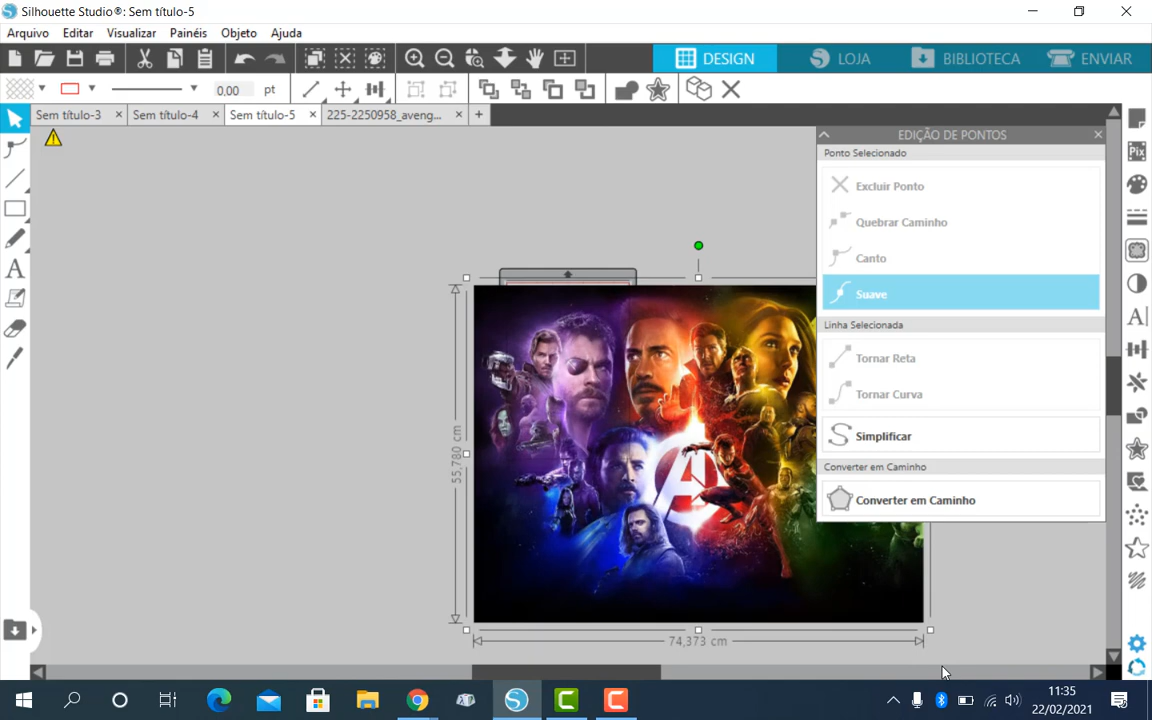 Silhouette Studio®: Sem título-5
Arquivo Editar Visualizar Painéis Objeto Ajuda
DESIGN LOJA BIBLIOTECA ENVIAR
0,00 pt
Sem título-3 Sem título-4 Sem título-5 225-2250958_aveng...
EDIÇÃO DE PONTOS
Ponto Selecionado
Excluir Ponto
Quebrar Caminho
Canto
Suave
Linha Selecionada
Tornar Reta
Tornar Curva
Simplificar
Converter em Caminho
Converter em Caminho
55,780 cm
74,373 cm
11:35
22/02/2021